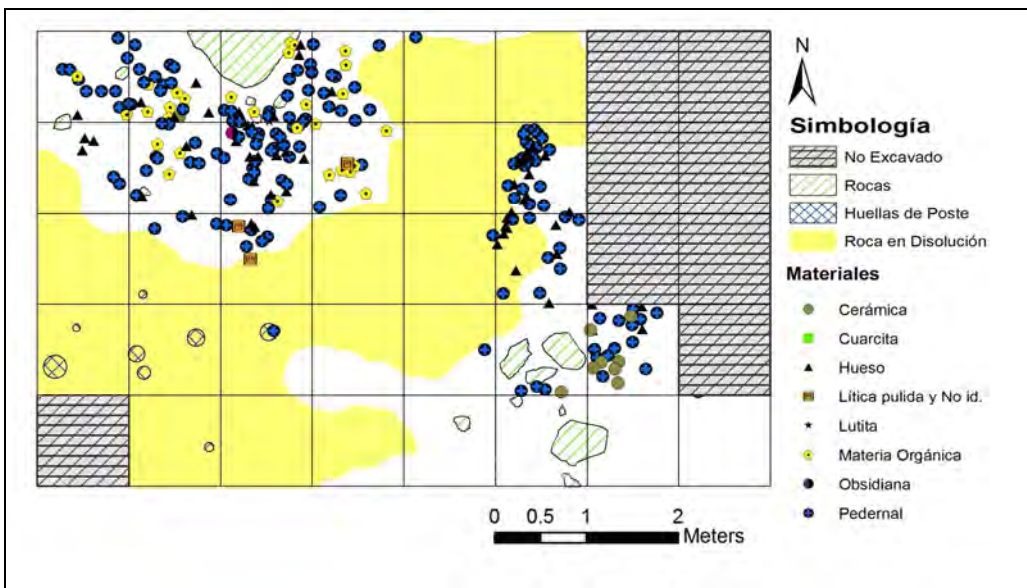 N
Simbología
No Excavado
Rocas
Huellas de Poste
Roca en Disolución
Materiales
Cerámica
Cuarcita
Hueso
Lítica pulida y No id.
Lutita
Materia Orgánica
Obsidiana
Pedernal
0 0.5 1 2
Meters